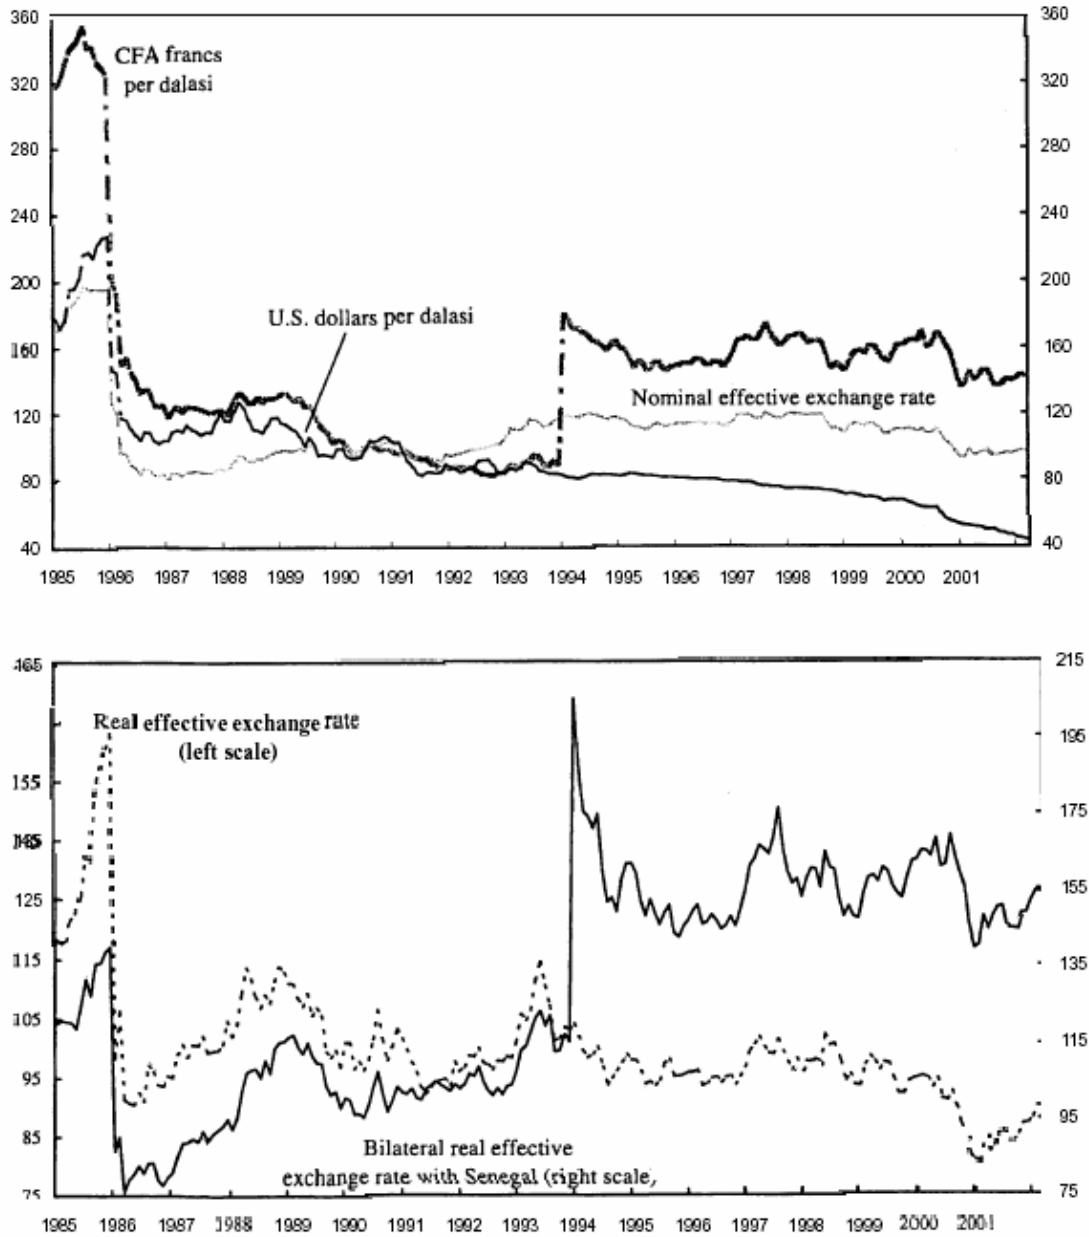 360 360
CFA francs
per dalasi
320 320
280 280
240 240
200 200
U.S. dollars per dalasi
160 160
Nominal effective exchange rate
120 120
80 80
40 40
1985 1986 1987 1988 1989 1990 1991 1992 1993 1994 1995 1996 1997 1998 1999 2000 2001
165 215
Real effective exchange rate
(left scale)
195
155
175
125 155
115 135
105 115
95
95
85
Bilateral real effective
exchange rate with Senegal (right scale,
75 75
1985 1986 1987 1988 1989 1990 1991 1992 1993 1994 1995 1996 1997 1998 1999 2000 2001